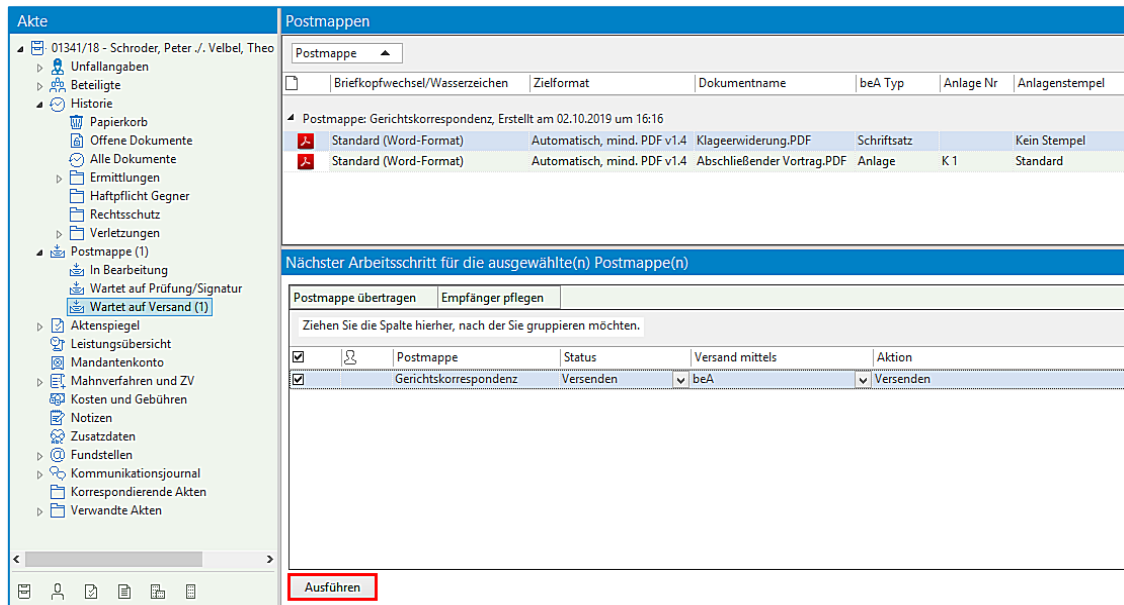 Akte
01341/18 - Schroder, Peter ./. Velbel, Theo
Unfallangaben
Beteiligte
Historie
Papierkorb
Offene Dokumente
Alle Dokumente
Ermittlungen
Haftpflicht Gegner
Rechtsschutz
Verletzungen
Postmappe (1)
In Bearbeitung
Wartet auf Prüfung/Signatur
Wartet auf Versand (1)
Aktenspiegel
Leistungsübersicht
Mandantenkonto
Mahnverfahren und ZV
Kosten und Gebühren
Notizen
Zusatzdaten
Fundstellen
Kommunikationsjournal
Korrespondierende Akten
Verwandte Akten
Postmappen
Postmappe
Briefkopfwechsel/Wasserzeichen Zielformat Dokumentname beA Typ Anlage Nr Anlagenstempel
Postmappe: Gerichtskorrespondenz, Erstellt am 02.10.2019 um 16:16
Standard (Word-Format) Automatisch, mind. PDF v1.4 Klageerwiderung.PDF Schriftsatz Kein Stempel
Standard (Word-Format) Automatisch, mind. PDF v1.4 Abschließender Vortrag.PDF Anlage K 1 Standard
Nächster Arbeitsschritt für die ausgewählte(n) Postmappe(n)
Postmappe übertragen Empfänger pflegen
Ziehen Sie die Spalte hierher, nach der Sie gruppieren möchten.
Postmappe Status Versand mittels Aktion
Gerichtskorrespondenz Versenden beA Versenden
Ausführen